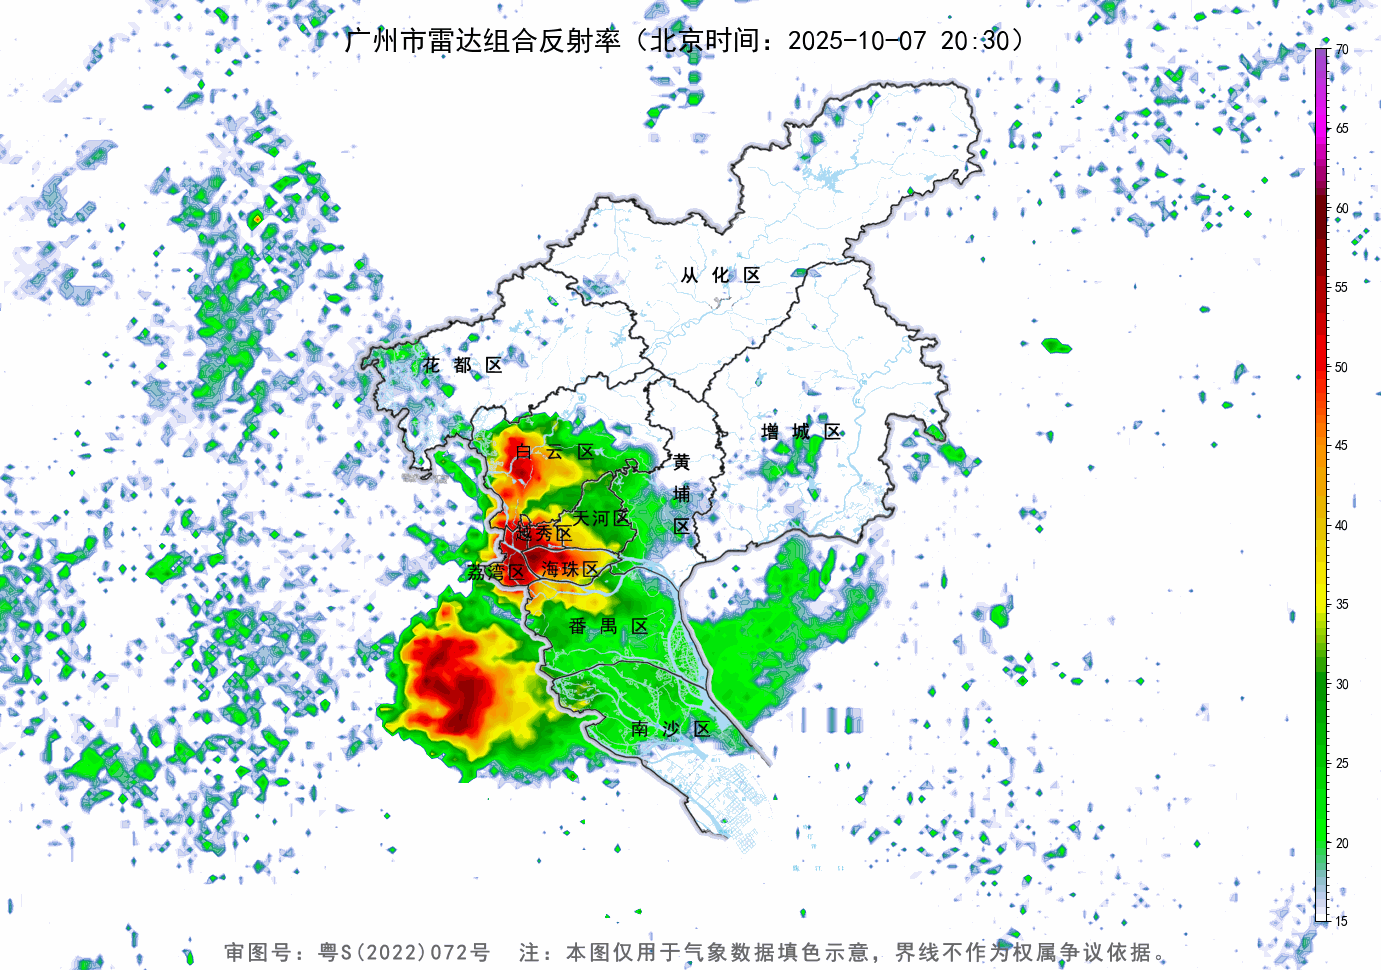 广州市雷达组合反射率（北京时间：2025-10-07 20:30）
70
65
60
55
50
45
40
35
30
25
20
15
从化区
花都区
增城区
白云区
黄埔区
天河区
越秀区
荔湾区
海珠区
番禺区
南沙区
审图号：粤S(2022)072号 注：本图仅用于气象数据填色示意，界线不作为权属争议依据。